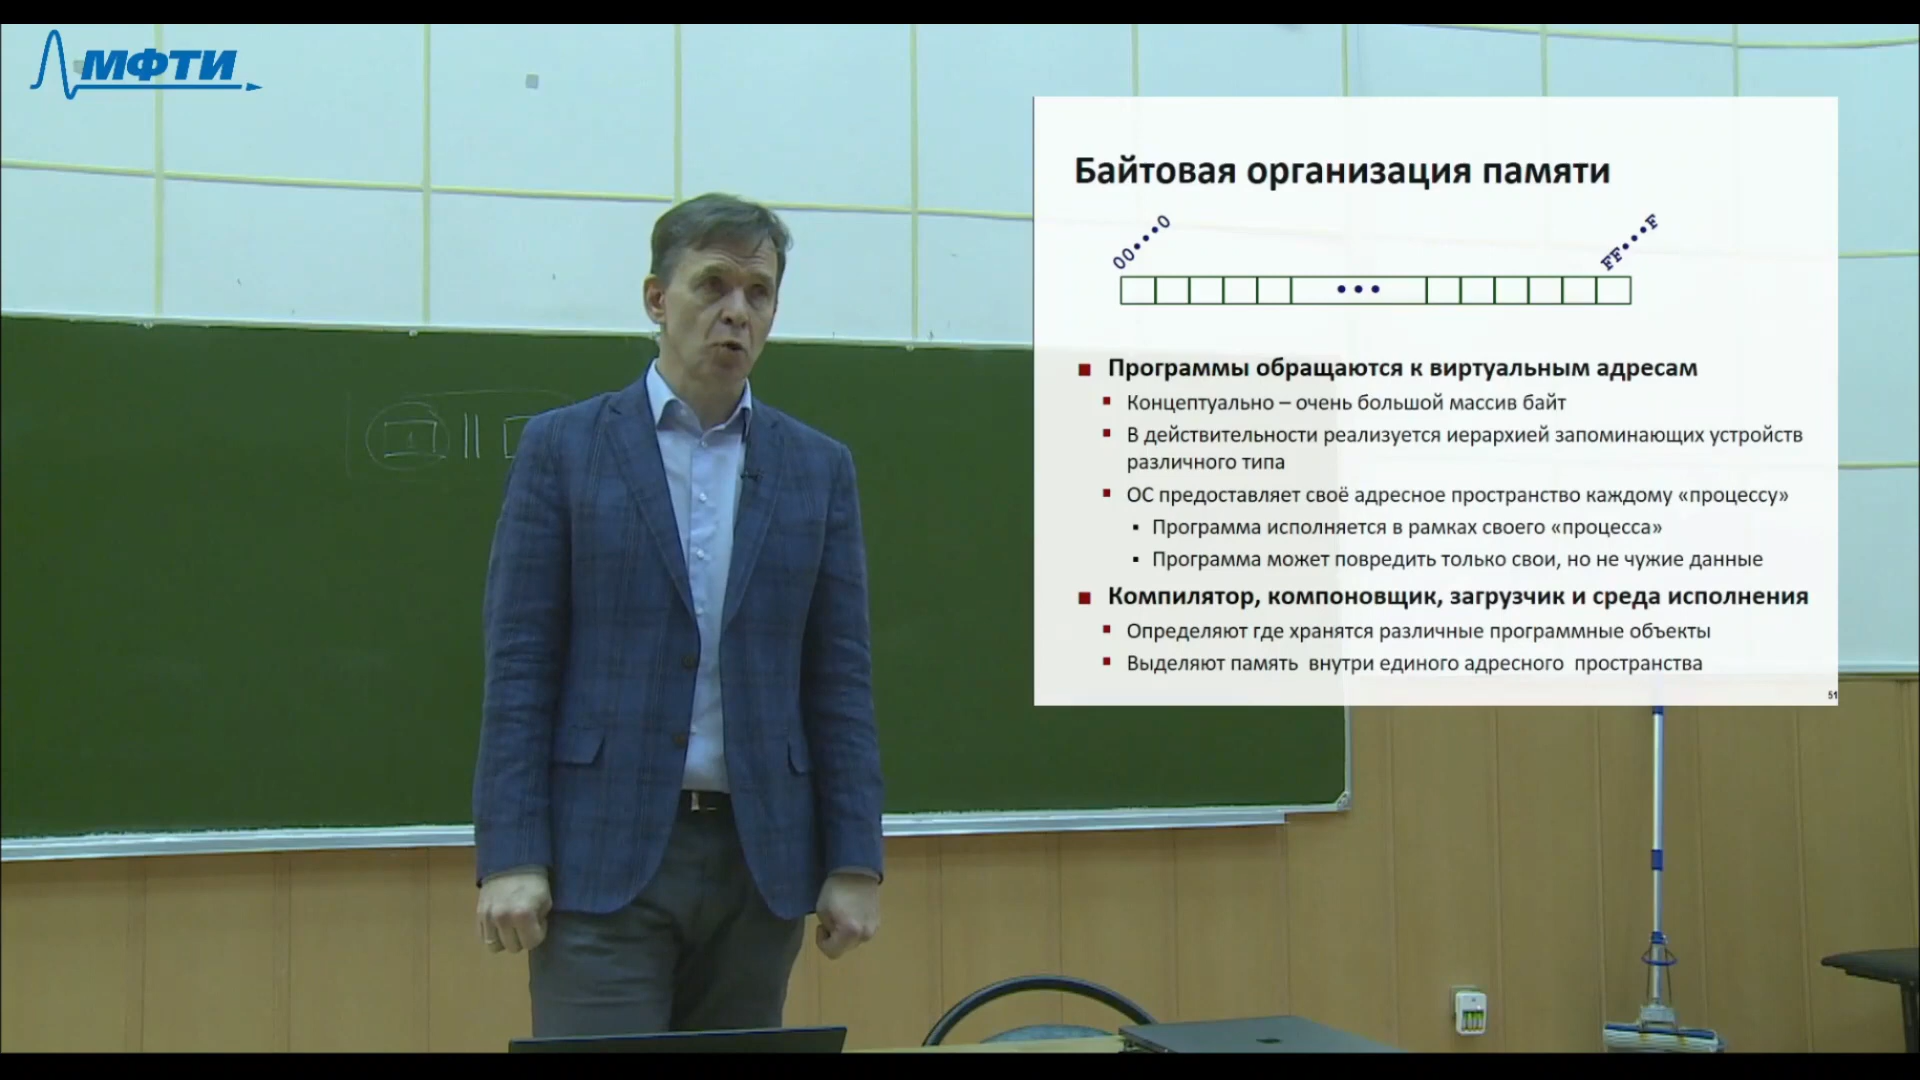 МФТИ
Байтовая организация памяти
00•••0
FF•••F
•••
Программы обращаются к виртуальным адресам
Концептуально – очень большой массив байт
В действительности реализуется иерархией запоминающих устройств
различного типа
ОС предоставляет своё адресное пространство каждому «процессу»
Программа исполняется в рамках своего «процесса»
Программа может повредить только свои, но не чужие данные
Компилятор, компоновщик, загрузчик и среда исполнения
Определяют где хранятся различные программные объекты
Выделяют память внутри единого адресного пространства
51